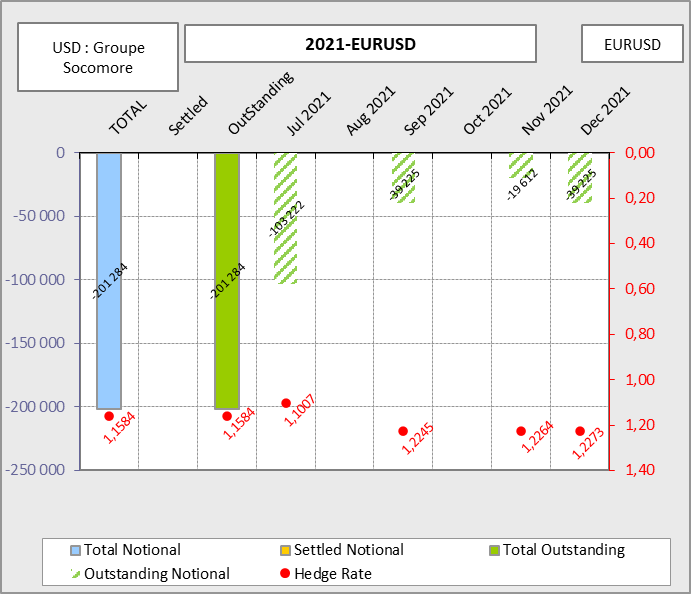 USD : Groupe
Socomore
2021-EURUSD
EURUSD
TOTAL
Settled
OutStanding
Jul 2021
Aug 2021
Sep 2021
Oct 2021
Nov 2021
Dec 2021
0
-50 000
-100 000
-150 000
-200 000
-250 000
0,00
0,20
0,40
0,60
0,80
1,00
1,20
1,40
-201 284
-201 284
-103 222
-39 225
-19 612
-39 225
1,1584
1,1584
1,1007
1,2245
1,2264
1,2273
Total Notional
Settled Notional
Total Outstanding
Outstanding Notional
Hedge Rate